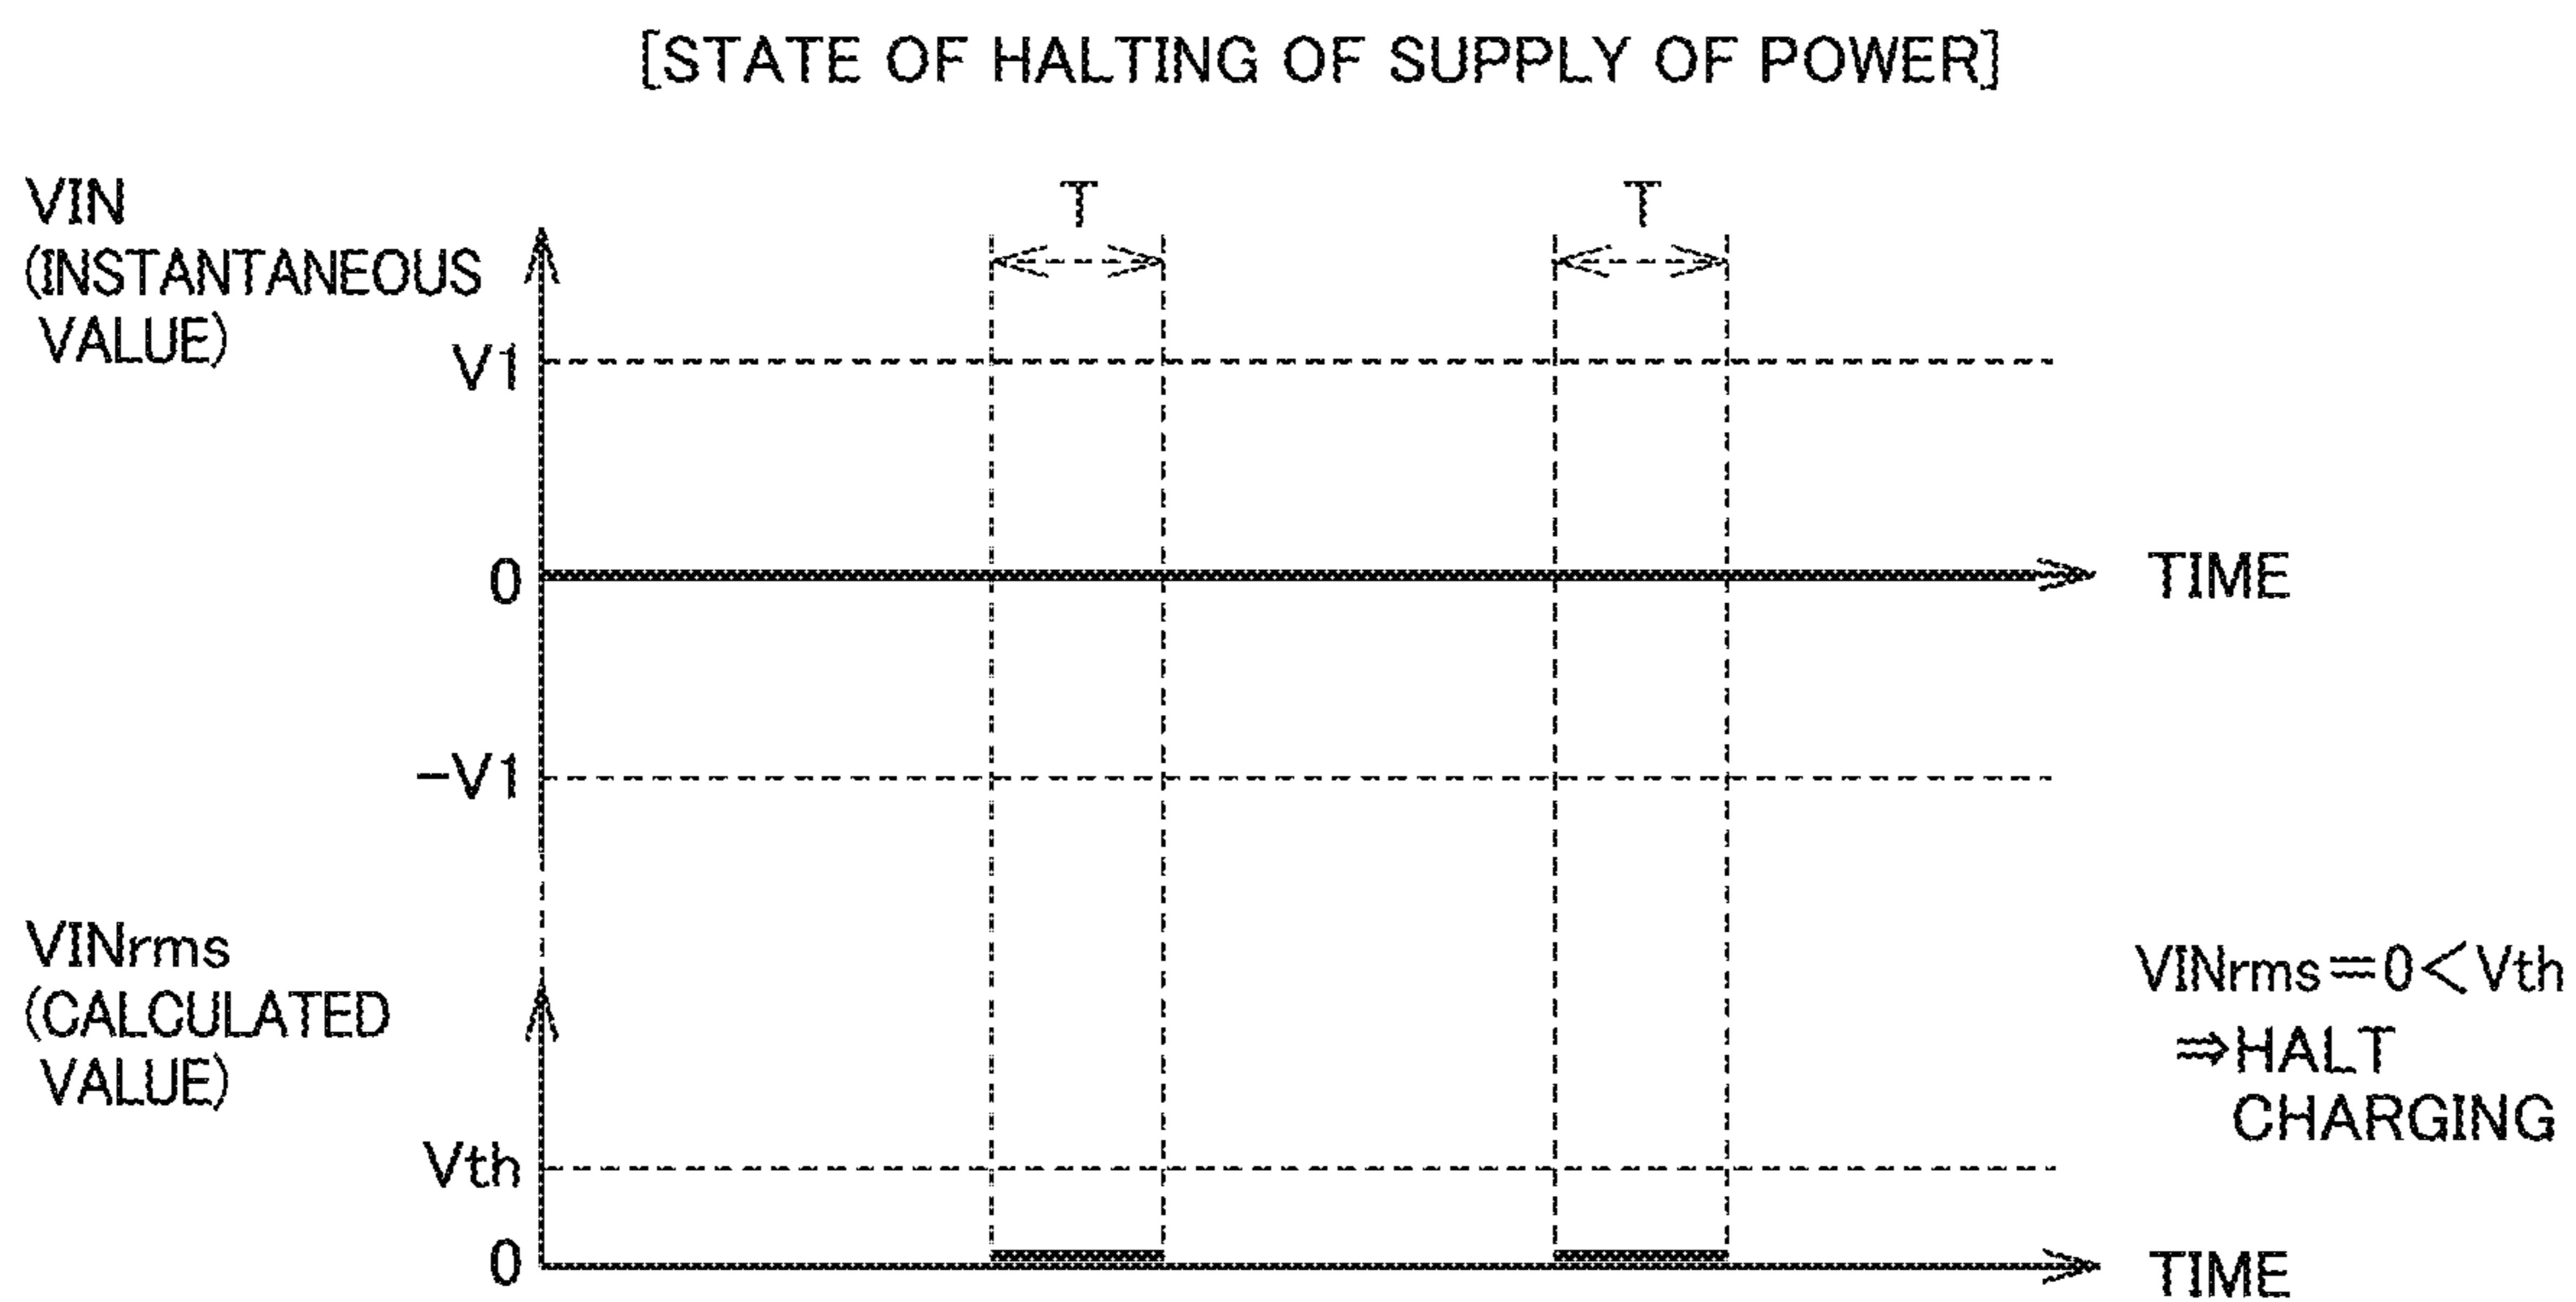 [STATE OF HALTING OF SUPPLY OF POWER]
VIN
(INSTANTANEOUS
VALUE)
T
T
V1
0
TIME
-V1
VINrms
(CALCULATED
VALUE)
VINrms=0<Vth
⇒HALT
CHARGING
Vth
0
TIME